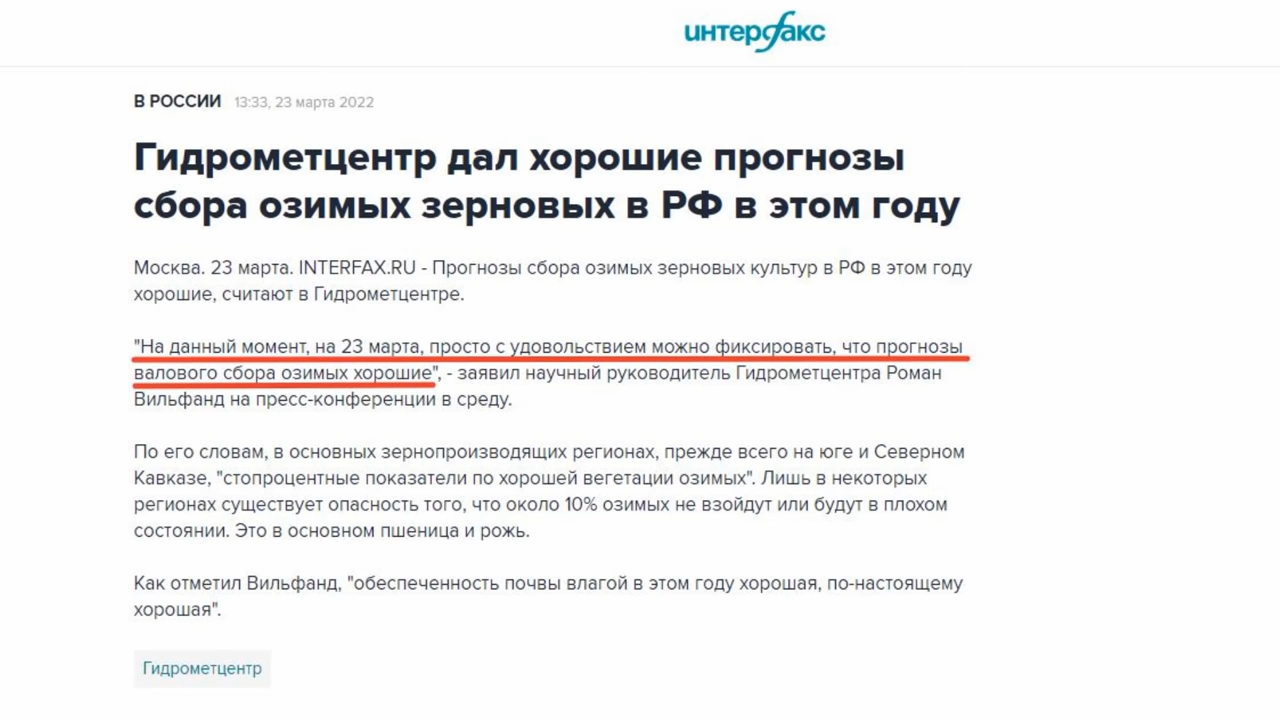 интерфакс
В РОССИИ 13:33, 23 марта 2022
Гидрометцентр дал хорошие прогнозы
сбора озимых зерновых в РФ в этом году
Москва. 23 марта. INTERFAX.RU - Прогнозы сбора озимых зерновых культур в РФ в этом году
хорошие, считают в Гидрометцентре.
"На данный момент, на 23 марта, просто с удовольствием можно фиксировать, что прогнозы
валового сбора озимых хорошие", - заявил научный руководитель Гидрометцентра Роман
Вильфанд на пресс-конференции в среду.
По его словам, в основных зернопроизводящих регионах, прежде всего на юге и Северном
Кавказе, "стопроцентные показатели по хорошей вегетации озимых". Лишь в некоторых
регионах существует опасность того, что около 10% озимых не взойдут или будут в плохом
состоянии. Это в основном пшеница и рожь.
Как отметил Вильфанд, "обеспеченность почвы влагой в этом году хорошая, по-настоящему
хорошая".
Гидрометцентр